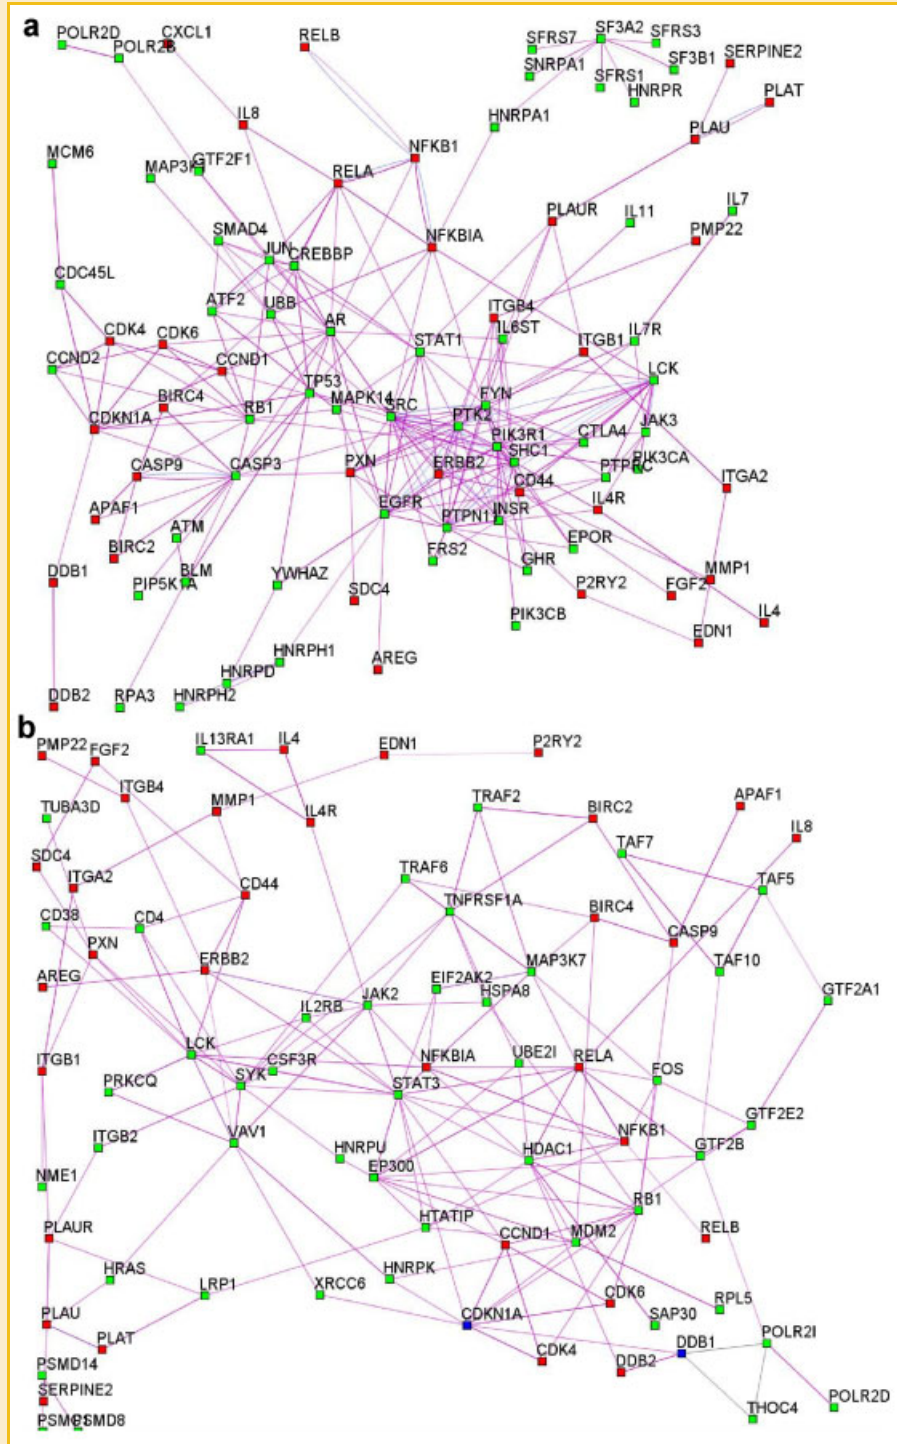 a
POLR2D
CXCL1
POLR2B
RELB
SF3A2
SFRS3
SFRS7
SF3B1
SERPINE2
SNRPA1
SFRS1
HNRPR
PLAT
IL8
HNRPA1
PLAU
MCM6
MAP3K
GTF2F1
RELA
NFKB1
PLAUR
IL11
IL7
PMP22
SMAD4
JUN
CREBBP
NFKBIA
CDC45L
ATF2
UBB
AR
ITGB4
IL6ST
CDK4
CDK6
STAT1
ITGB1
IL7R
CCND2
CCND1
LCK
BIRC4
TP53
MAPK14
FYN
CDKN1A
RB1
SRC
PTK2
CTLA4
JAK3
PIK3R1
SHC1
CASP9
CASP3
PXN
ERBB2
PTPRC
PIK3CA
CD44
ITGA2
APAF1
EGFR
INSR
IL4R
ATM
PTPN11
BIRC2
FRS2
EPOR
DDB1
PIP5K1A
BLM
YWHAZ
GHR
SDC4
P2RY2
FGF2
MMP1
PIK3CB
IL4
EDN1
HNRPH1
HNRPD
AREG
DDB2
RPA3
HNRPH2
b
PMP22
FGF2
IL13RA1
IL4
EDN1
P2RY2
ITGB4
TUBA3D
MMP1
IL4R
TRAF2
BIRC2
APAF1
IL8
SDC4
TAF7
ITGA2
CD44
TRAF6
TNFRSF1A
TAF5
CD38
CD4
BIRC4
PXN
CASP9
AREG
ERBB2
MAP3K7
TAF10
EIF2AK2
HSPA8
IL2RB
JAK2
GTF2A1
LCK
CSF3R
NFKBIA
UBE2I
RELA
ITGB1
SYK
FOS
PRKCQ
STAT3
GTF2E2
ITGB2
VAV1
NFKB1
HNRPU
HDAC1
GTF2B
NME1
EP300
RB1
PLAUR
HTATIP
CCND1
MDM2
RELB
HRAS
LRP1
XRCC6
HNRPK
CDK6
PLAU
CDKN1A
SAP30
RPL5
PLAT
DDB1
POLR2I
PSMD14
CDK4
DDB2
SERPINE2
THOC4
POLR2D
PSMD8